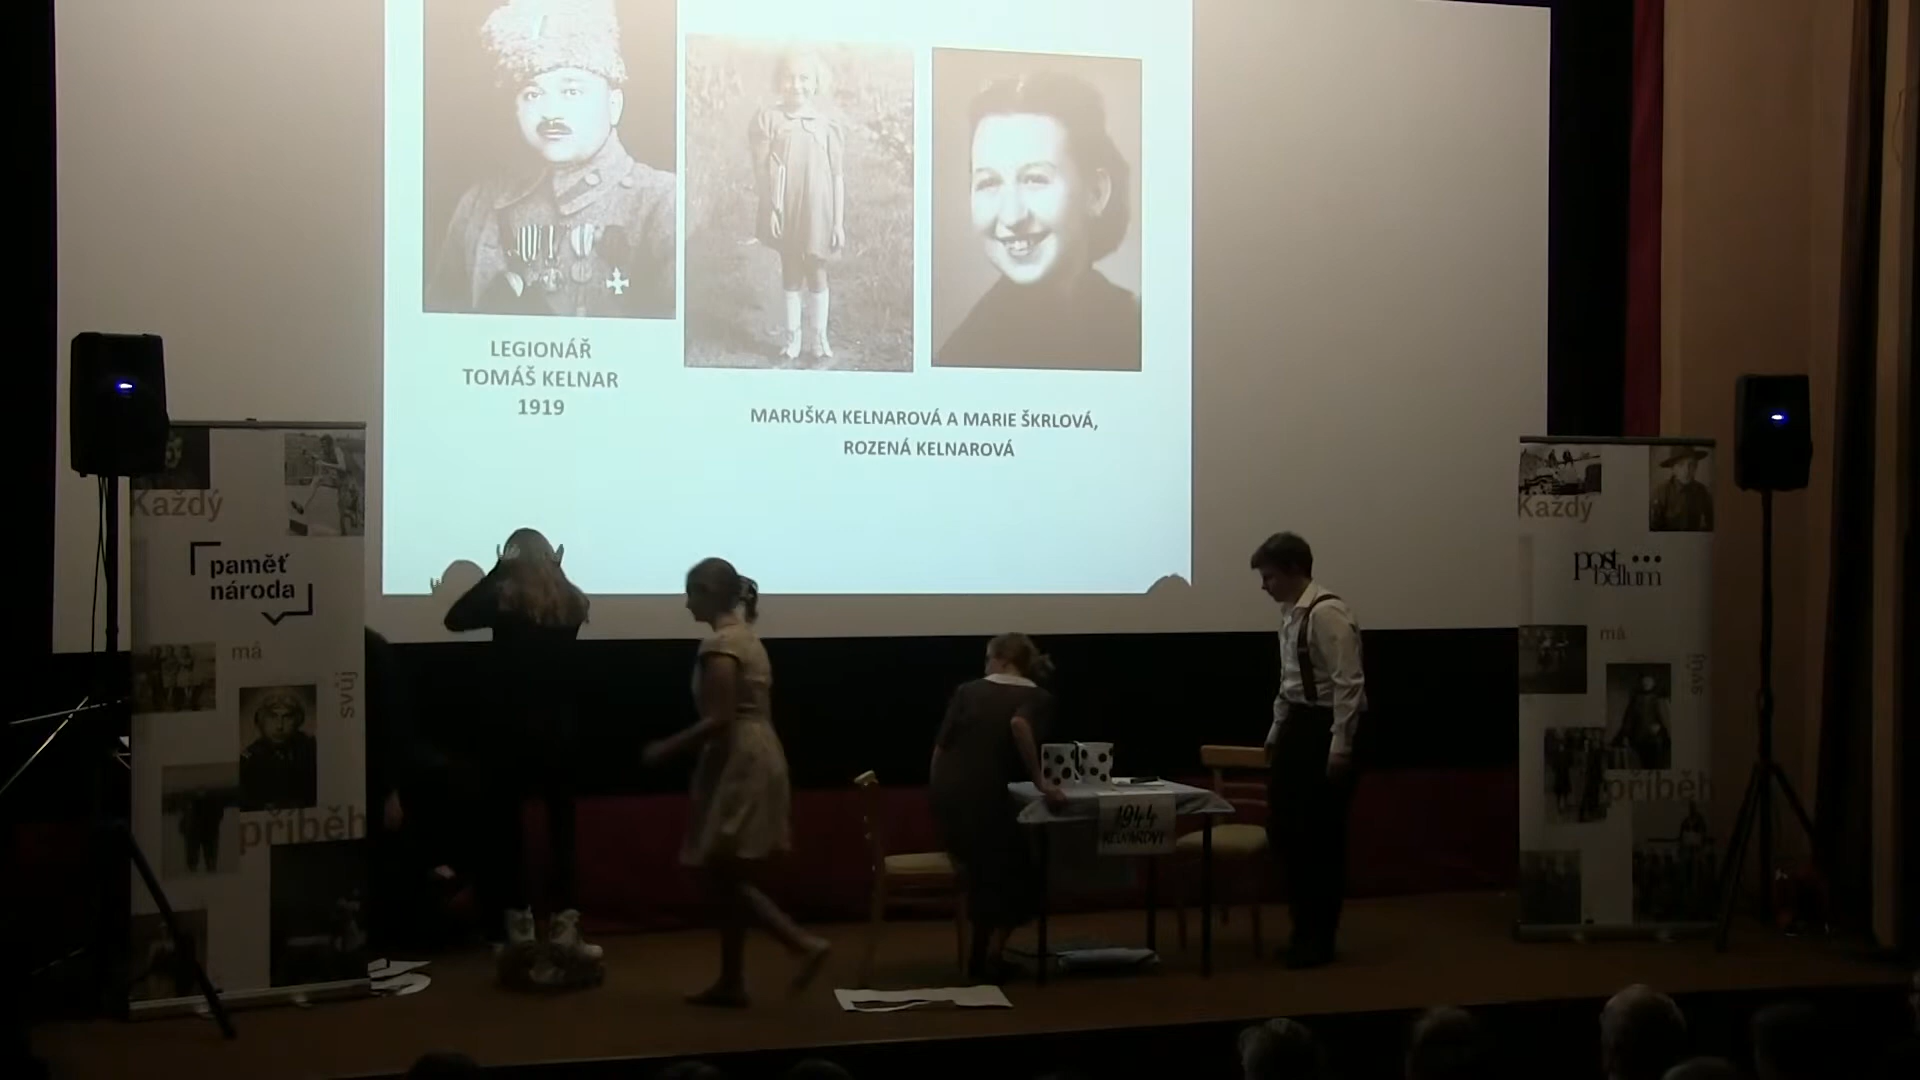 LEGIONÁŘ
TOMÁŠ KELNAR
1919
MARUŠKA KELNAROVÁ A MARIE ŠKRLOVÁ,
ROZENÁ KELNAROVÁ
Každý
paměť
národa
má
svůj
příběh
1944
KELNAROVI
Každý
post
bellum
má
svůj
příběh